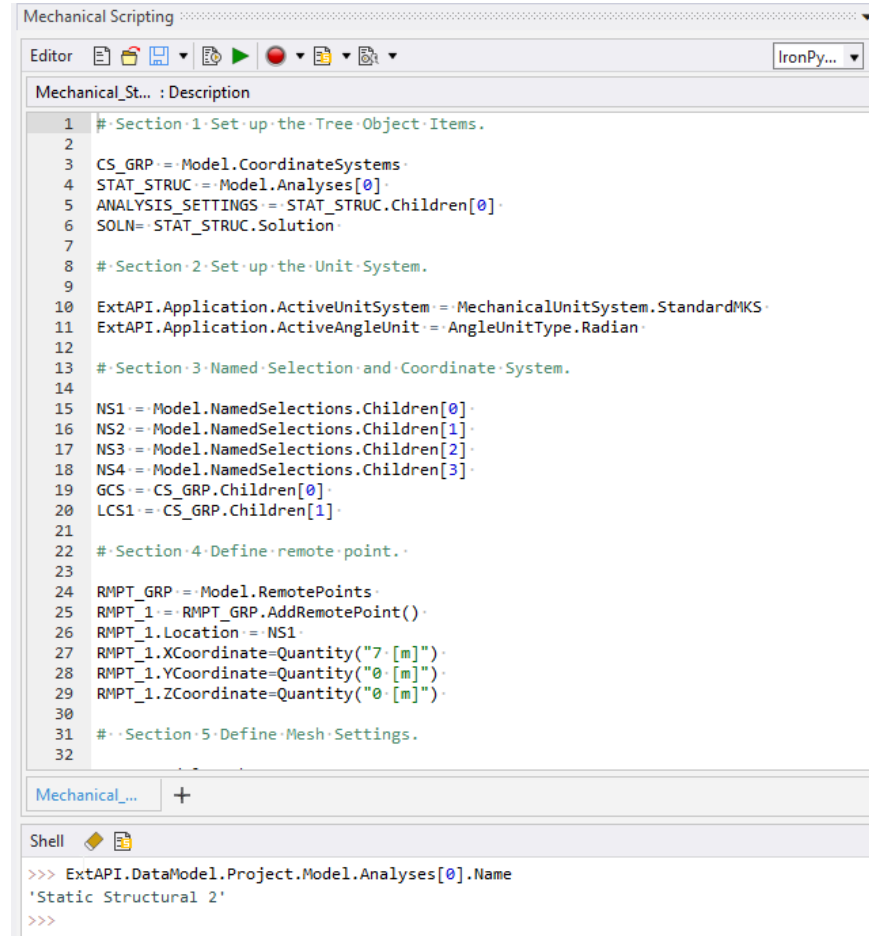 Mechanical Scripting
Editor IronPy...
Mechanical_St... : Description
1 # Section 1 Set up the Tree Object Items.
2
3 CS_GRP = Model.CoordinateSystems
4 STAT_STRUC = Model.Analyses[0]
5 ANALYSIS_SETTINGS = STAT_STRUC.Children[0]
6 SOLN= STAT_STRUC.Solution
7
8 # Section 2 Set up the Unit System.
9
10 ExtAPI.Application.ActiveUnitSystem = MechanicalUnitSystem.StandardMKS
11 ExtAPI.Application.ActiveAngleUnit = AngleUnitType.Radian
12
13 # Section 3 Named Selection and Coordinate System.
14
15 NS1 = Model.NamedSelections.Children[0]
16 NS2 = Model.NamedSelections.Children[1]
17 NS3 = Model.NamedSelections.Children[2]
18 NS4 = Model.NamedSelections.Children[3]
19 GCS = CS_GRP.Children[0]
20 LCS1 = CS_GRP.Children[1]
21
22 # Section 4 Define remote point.
23
24 RMPT_GRP = Model.RemotePoints
25 RMPT_1 = RMPT_GRP.AddRemotePoint()
26 RMPT_1.Location = NS1
27 RMPT_1.XCoordinate=Quantity("7 [m]")
28 RMPT_1.YCoordinate=Quantity("0 [m]")
29 RMPT_1.ZCoordinate=Quantity("0 [m]")
30
31 #  Section 5 Define Mesh Settings.
32
Mechanical_... +
Shell
>>> ExtAPI.DataModel.Project.Model.Analyses[0].Name
'Static Structural 2'
>>>